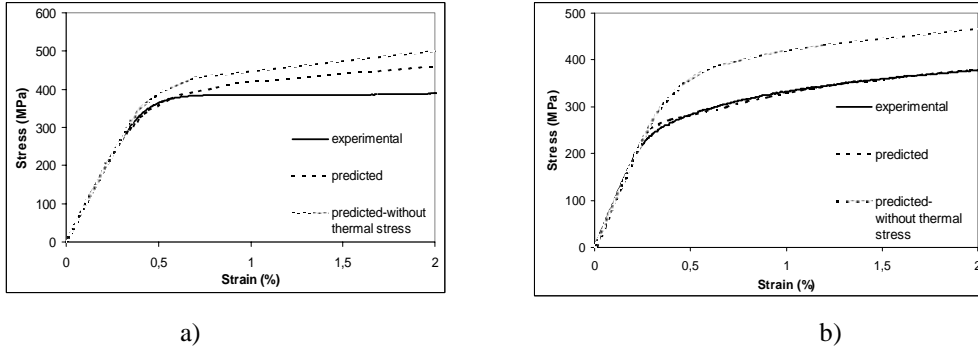 600
500
400
300
200
100
0
Stress (MPa)
experimental
predicted
predicted-without
thermal stress
0
0,5
1
1,5
2
Strain (%)
a)
500
400
300
200
100
0
Stress (MPa)
experimental
predicted
predicted-
without thermal
stress
0
0,5
1
1,5
2
Strain (%)
b)